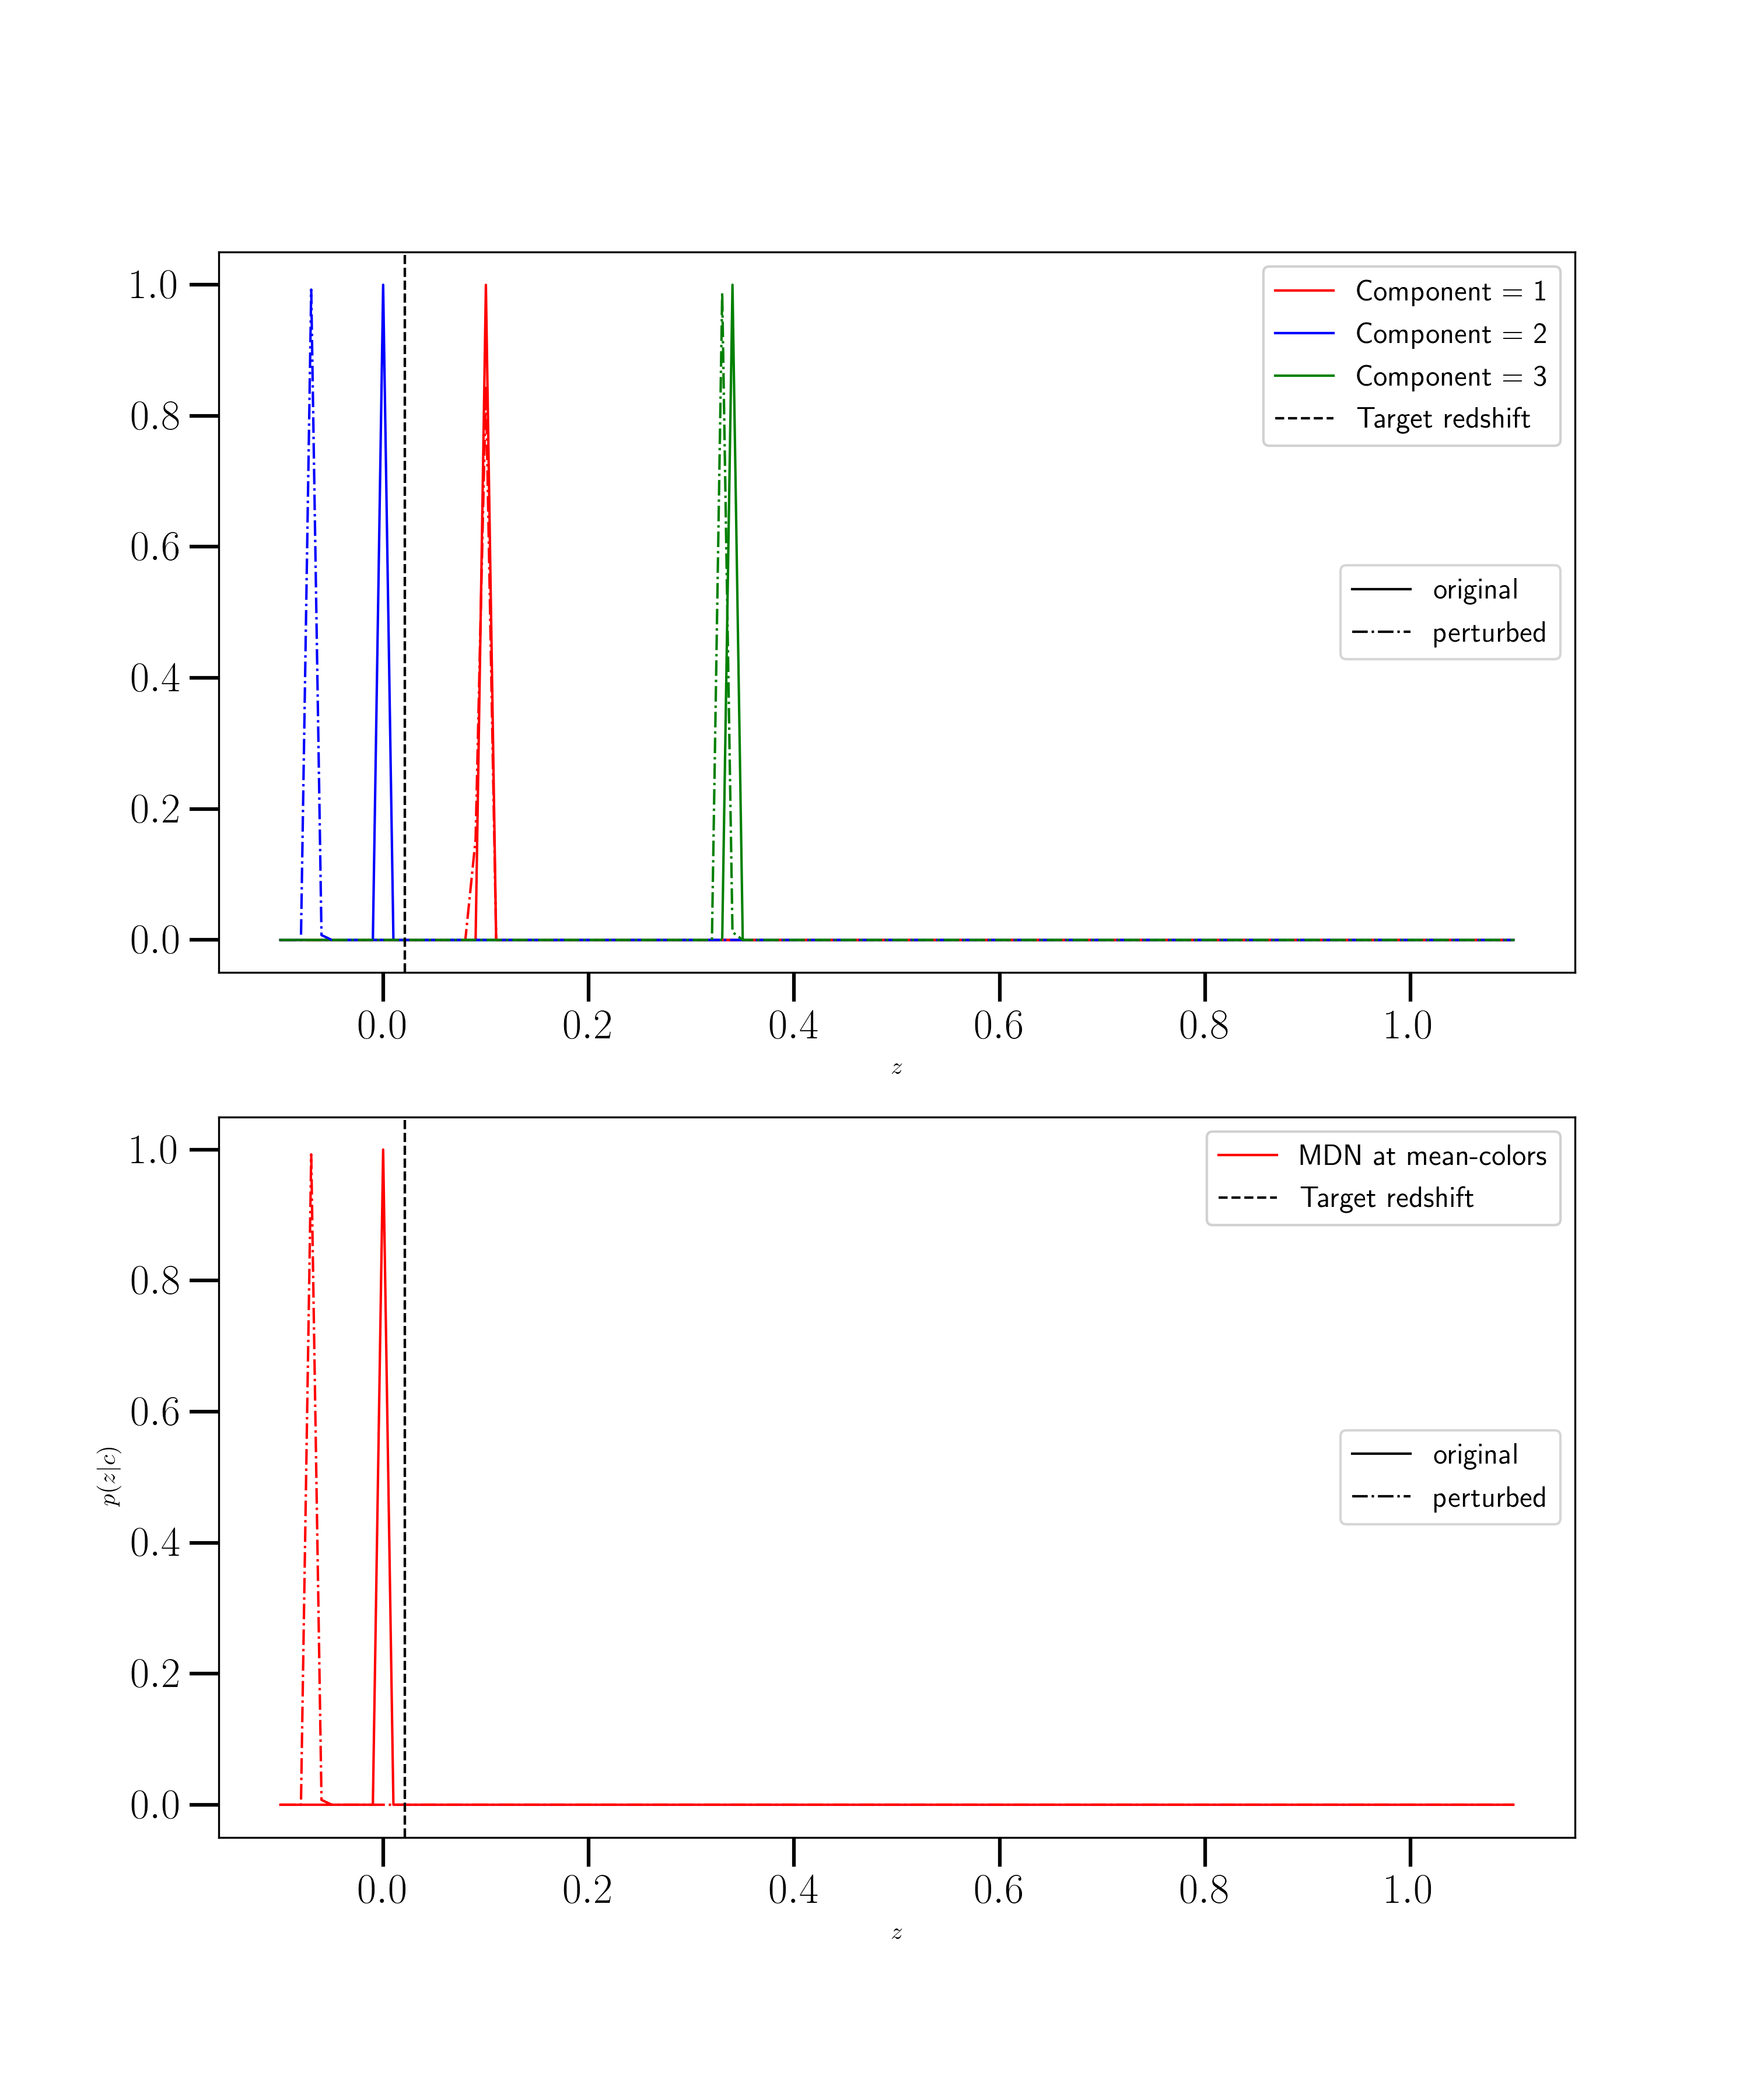 1.0
0.8
0.6
0.4
0.2
0.0
Component = 1
Component = 2
Component = 3
Target redshift
original
perturbed
0.0 0.2 0.4 0.6 0.8 1.0
z
p(z|c)
1.0
0.8
0.6
0.4
0.2
0.0
MDN at mean-colors
Target redshift
original
perturbed
0.0 0.2 0.4 0.6 0.8 1.0
z